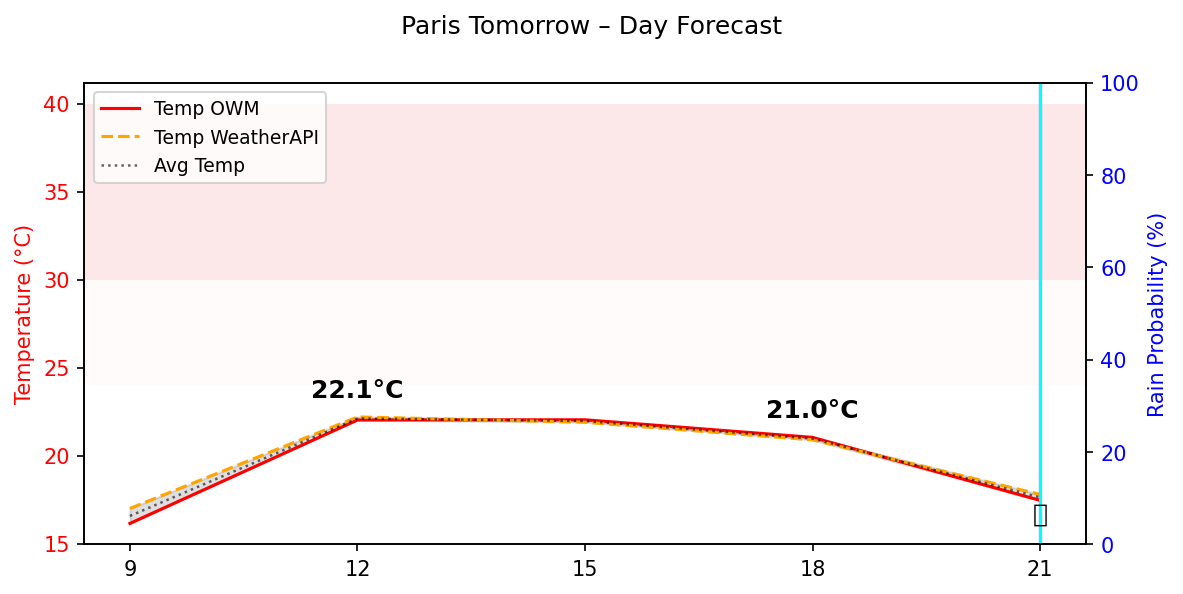 Paris Tomorrow – Day Forecast
Temp OWM
Temp WeatherAPI
Avg Temp
Temperature (°C)
40
35
30
25
20
15
22.1°C
21.0°C
100
80
60
40
20
0
Rain Probability (%)
9
12
15
18
21